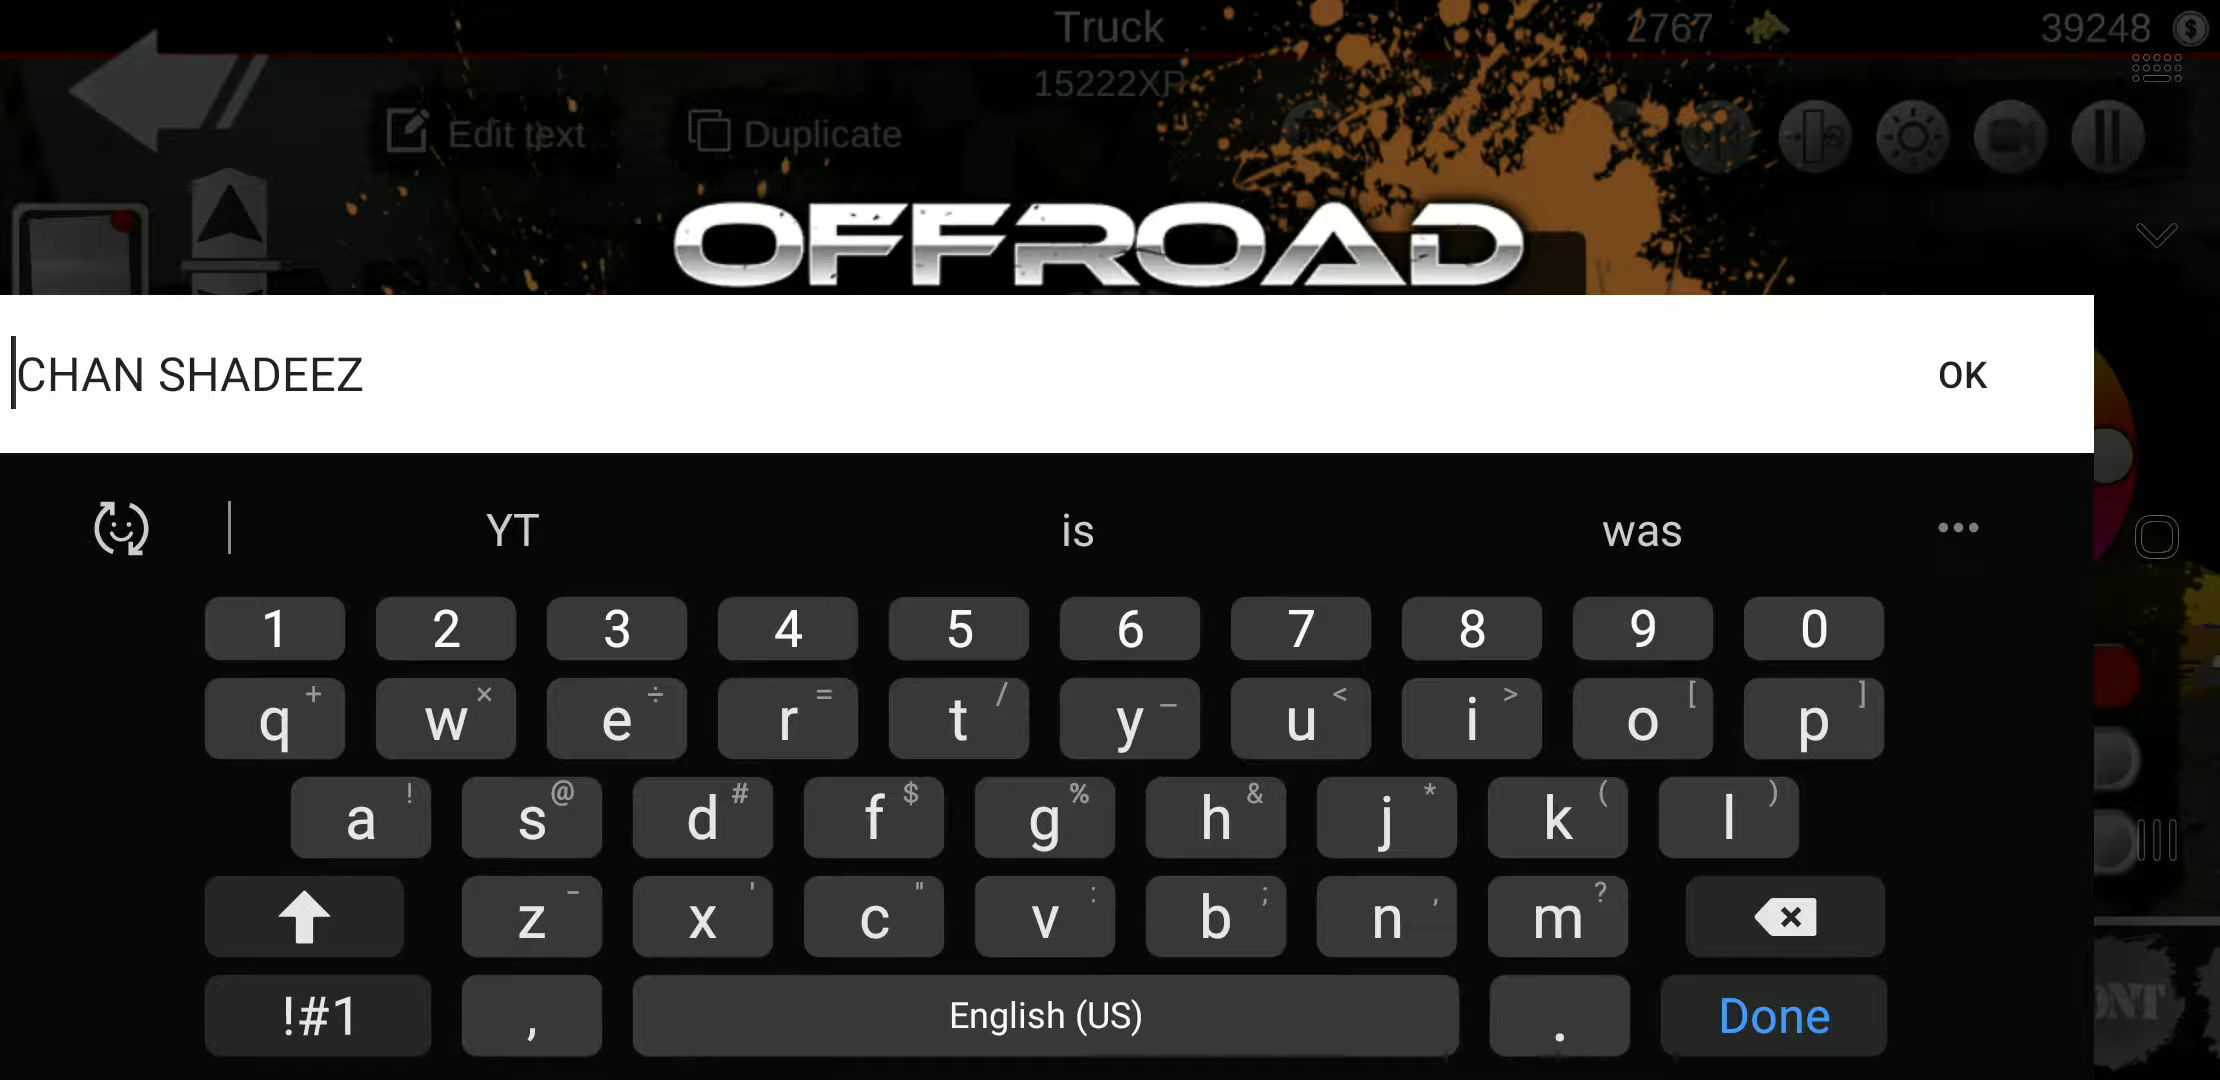 Truck
2767
39248
15222XP
Edit text
Duplicate
OFFROAD
CHAN SHADEEZ
OK
YT is was
1 2 3 4 5 6 7 8 9 0
q + w × e ÷ r = t / y _ u < i > o [ p ]
a ! s @ d # f $ g % h & j * k ( l )
z - x ' c " v : b ; n , m ?
!#1 , English (US) . Done